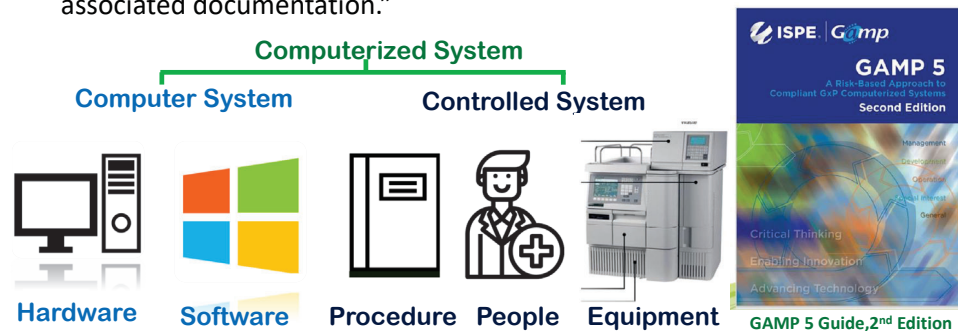 associated documentation.”
Computerized System
Computer System
Controlled System
Hardware
Software
Procedure
People
Equipment
ISPE. Gamp
GAMP 5
A Risk-Based Approach to
Compliant GxP Computerized Systems
Second Edition
Management
Development
Operation
General
Critical Thinking
Enabling Innovation
Advancing Technology
GAMP 5 Guide,2nd Edition